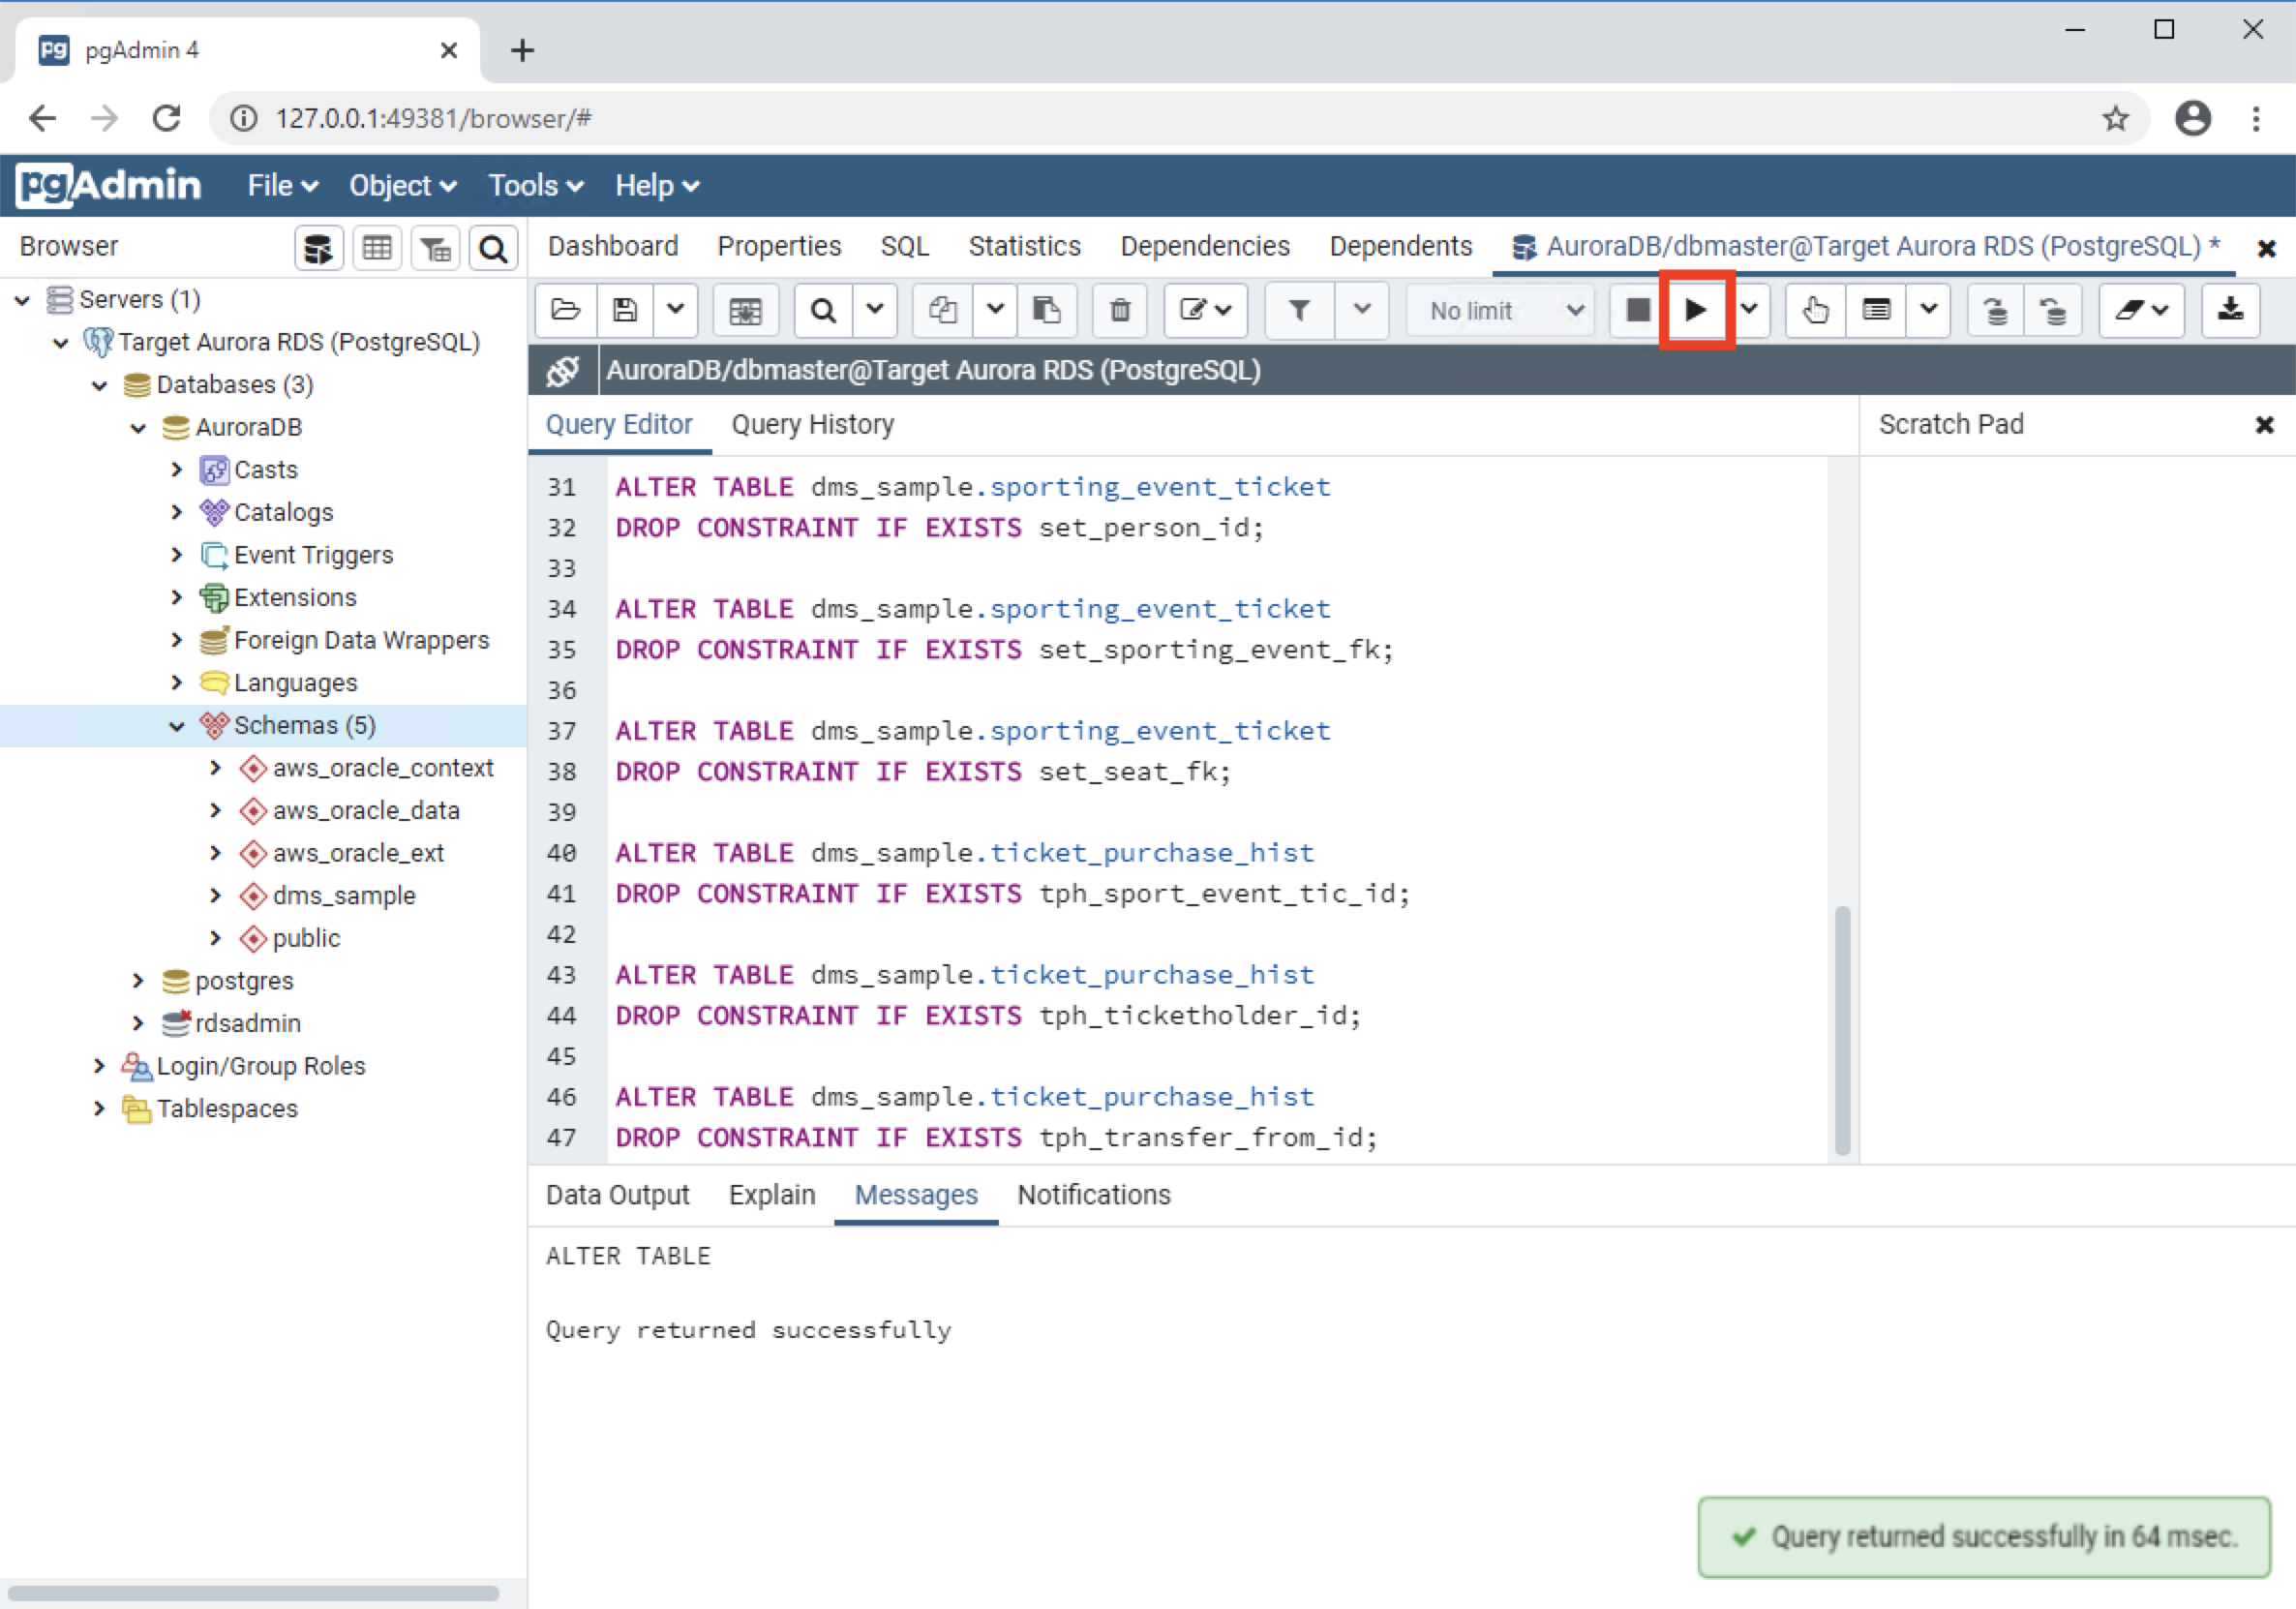 pg pgAdmin 4
127.0.0.1:49381/browser/#
pgAdmin File Object Tools Help
Browser
Dashboard Properties SQL Statistics Dependencies Dependents AuroraDB/dbmaster@Target Aurora RDS (PostgreSQL) *
No limit
Servers (1)
Target Aurora RDS (PostgreSQL)
Databases (3)
AuroraDB
Casts
Catalogs
Event Triggers
Extensions
Foreign Data Wrappers
Languages
Schemas (5)
aws_oracle_context
aws_oracle_data
aws_oracle_ext
dms_sample
public
postgres
rdsadmin
Login/Group Roles
Tablespaces
AuroraDB/dbmaster@Target Aurora RDS (PostgreSQL)
Query Editor Query History
Scratch Pad
31 ALTER TABLE dms_sample.sporting_event_ticket
32 DROP CONSTRAINT IF EXISTS set_person_id;
33
34 ALTER TABLE dms_sample.sporting_event_ticket
35 DROP CONSTRAINT IF EXISTS set_sporting_event_fk;
36
37 ALTER TABLE dms_sample.sporting_event_ticket
38 DROP CONSTRAINT IF EXISTS set_seat_fk;
39
40 ALTER TABLE dms_sample.ticket_purchase_hist
41 DROP CONSTRAINT IF EXISTS tph_sport_event_tic_id;
42
43 ALTER TABLE dms_sample.ticket_purchase_hist
44 DROP CONSTRAINT IF EXISTS tph_ticketholder_id;
45
46 ALTER TABLE dms_sample.ticket_purchase_hist
47 DROP CONSTRAINT IF EXISTS tph_transfer_from_id;
Data Output Explain Messages Notifications
ALTER TABLE
Query returned successfully
Query returned successfully in 64 msec.